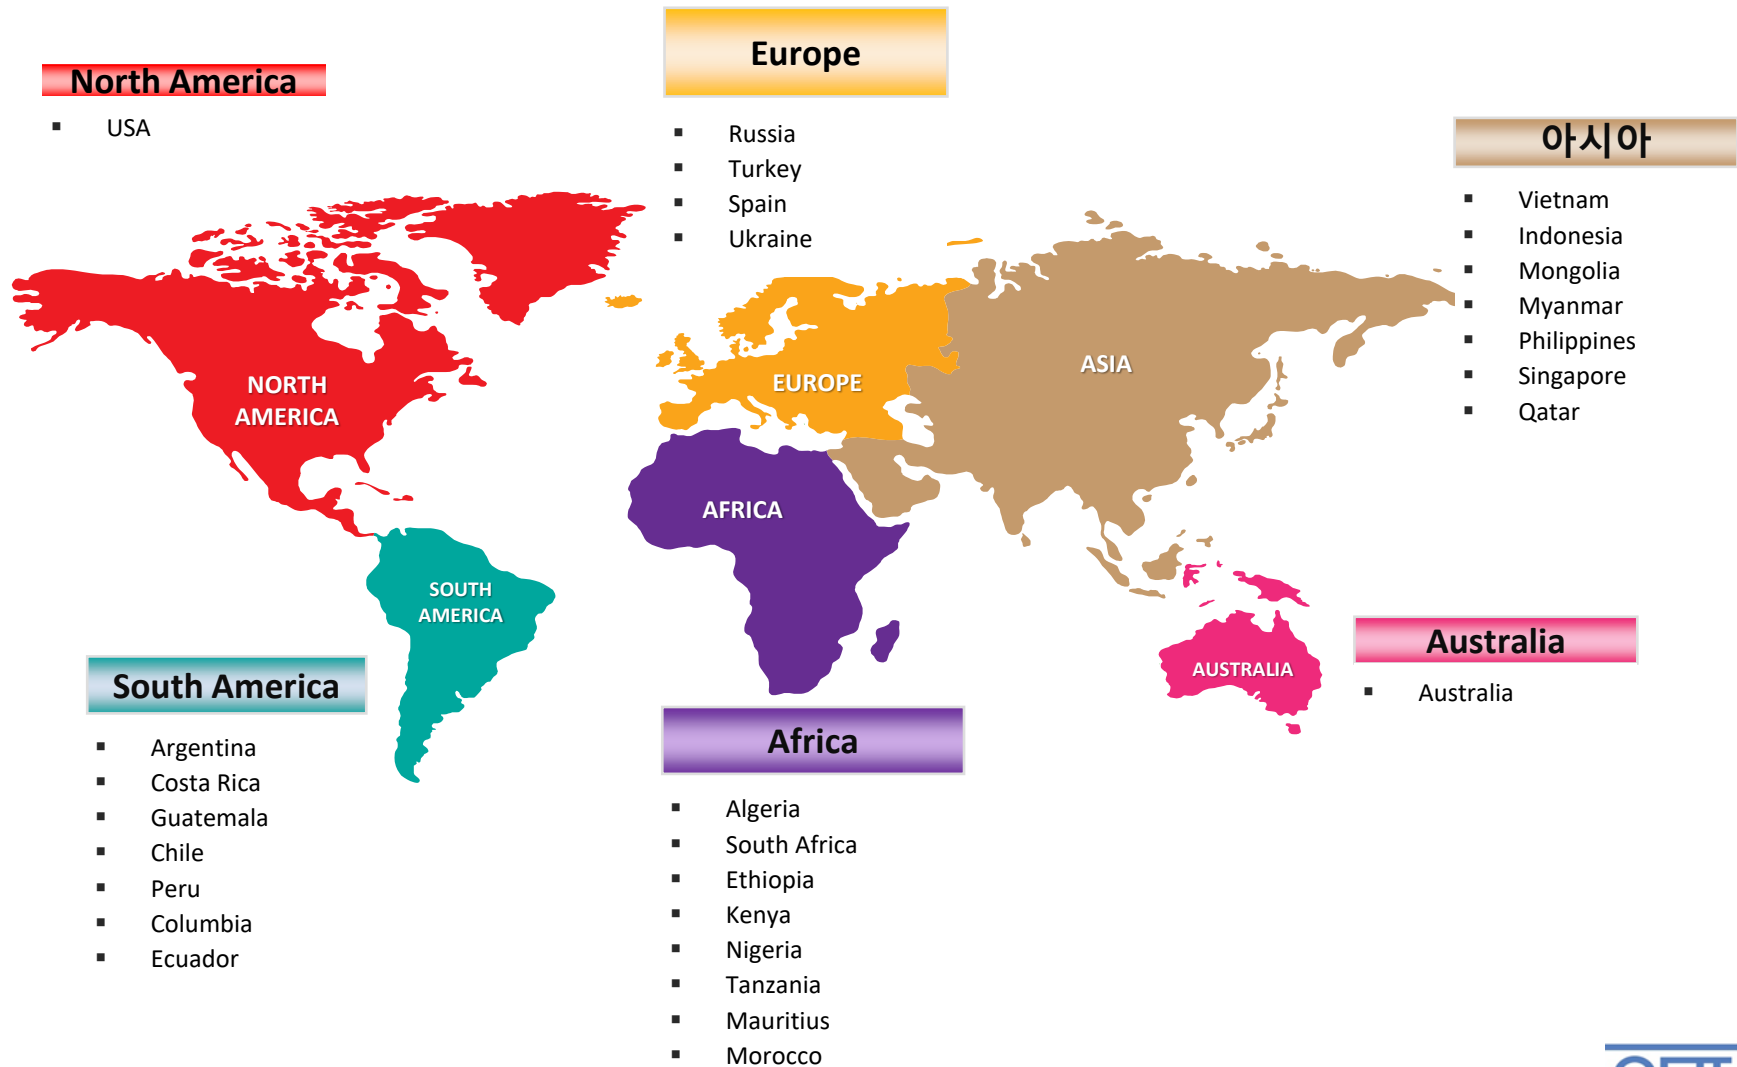 North America
▪ USA
Europe
▪ Russia
▪ Turkey
▪ Spain
▪ Ukraine
아시아
▪ Vietnam
▪ Indonesia
▪ Mongolia
▪ Myanmar
▪ Philippines
▪ Singapore
▪ Qatar
NORTH
AMERICA
EUROPE
ASIA
AFRICA
SOUTH
AMERICA
AUSTRALIA
South America
▪ Argentina
▪ Costa Rica
▪ Guatemala
▪ Chile
▪ Peru
▪ Columbia
▪ Ecuador
Africa
▪ Algeria
▪ South Africa
▪ Ethiopia
▪ Kenya
▪ Nigeria
▪ Tanzania
▪ Mauritius
▪ Morocco
Australia
▪ Australia